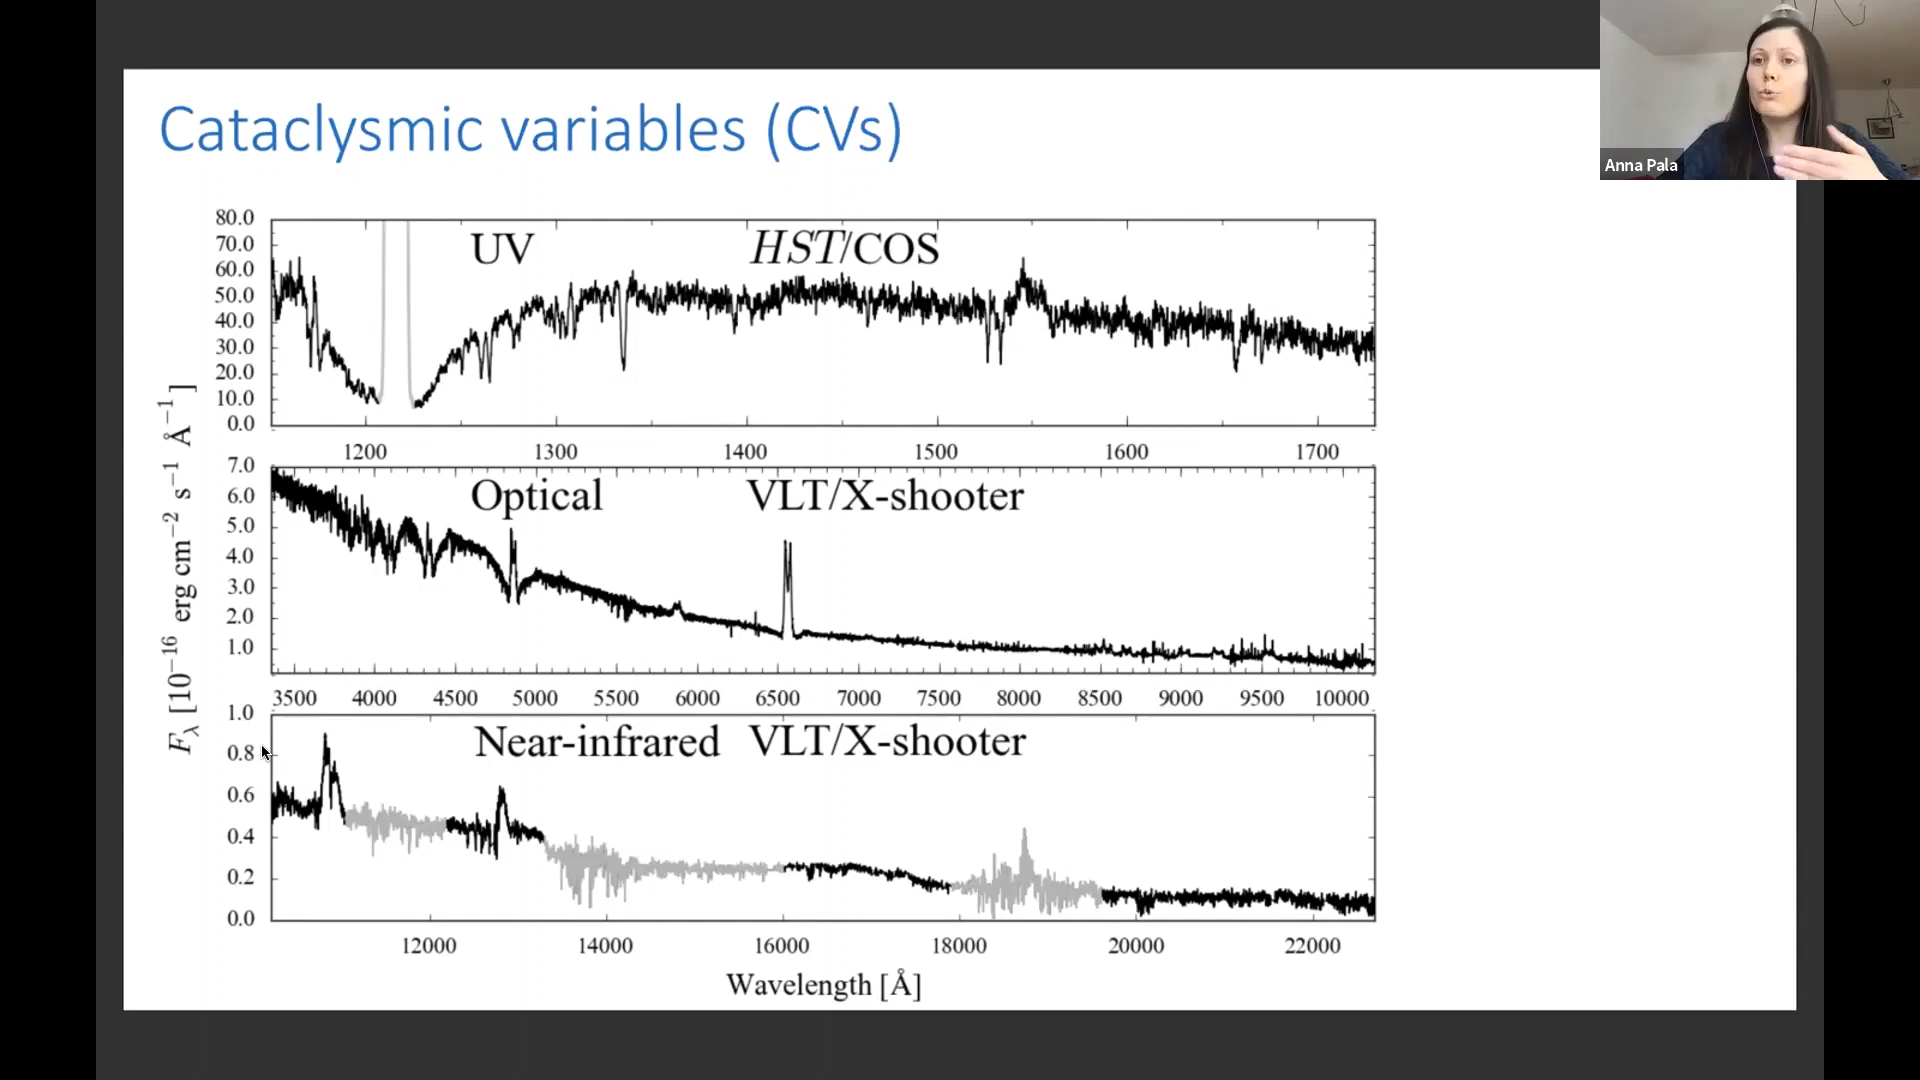 Cataclysmic variables (CVs)
Anna Pala
80.0
70.0
60.0
50.0
40.0
30.0
20.0
10.0
0.0
UV HST/COS
1200 1300 1400 1500 1600 1700
7.0
6.0
5.0
4.0
3.0
2.0
1.0
Optical VLT/X-shooter
3500 4000 4500 5000 5500 6000 6500 7000 7500 8000 8500 9000 9500 10000
1.0
0.8
0.6
0.4
0.2
0.0
Near-infrared VLT/X-shooter
12000 14000 16000 18000 20000 22000
Fλ [10−16 erg cm−2 s−1 Å−1]
Wavelength [Å]